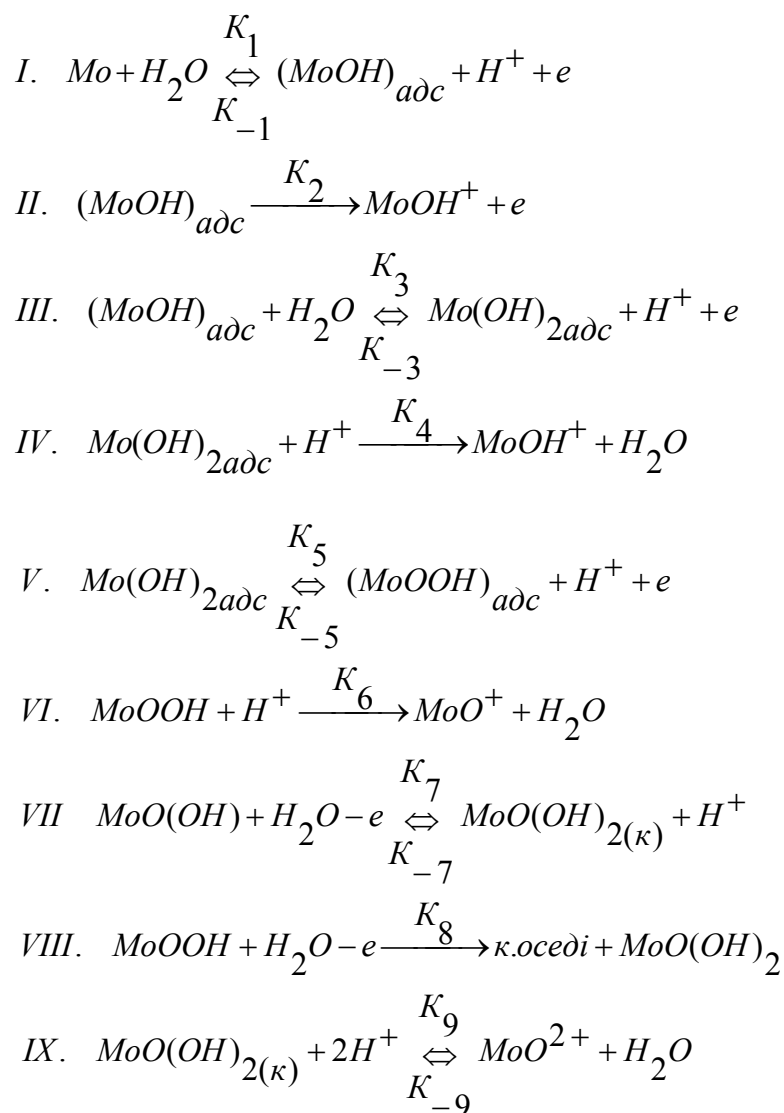 I. Mo + H₂O ⇔ (MoOH)адс + H⁺ + e K₁ K₋₁
II. (MoOH)адс ⟶ MoOH⁺ + e K₂
III. (MoOH)адс + H₂O ⇔ Mo(OH)₂адс + H⁺ + e K₃ K₋₃
IV. Mo(OH)₂адс + H⁺ ⟶ MoOH⁺ + H₂O K₄
V. Mo(OH)₂адс ⇔ (MoOOH)адс + H⁺ + e K₅ K₋₅
VI. MoOOH + H⁺ ⟶ MoO⁺ + H₂O K₆
VII MoO(OH) + H₂O − e ⇔ MoO(OH)₂(к) + H⁺ K₇ K₋₇
VIII. MoOOH + H₂O − e ⟶ к.оседі + MoO(OH)₂ K₈
IX. MoO(OH)₂(к) + 2H⁺ ⇔ MoO²⁺ + H₂O K₉ K₋₉